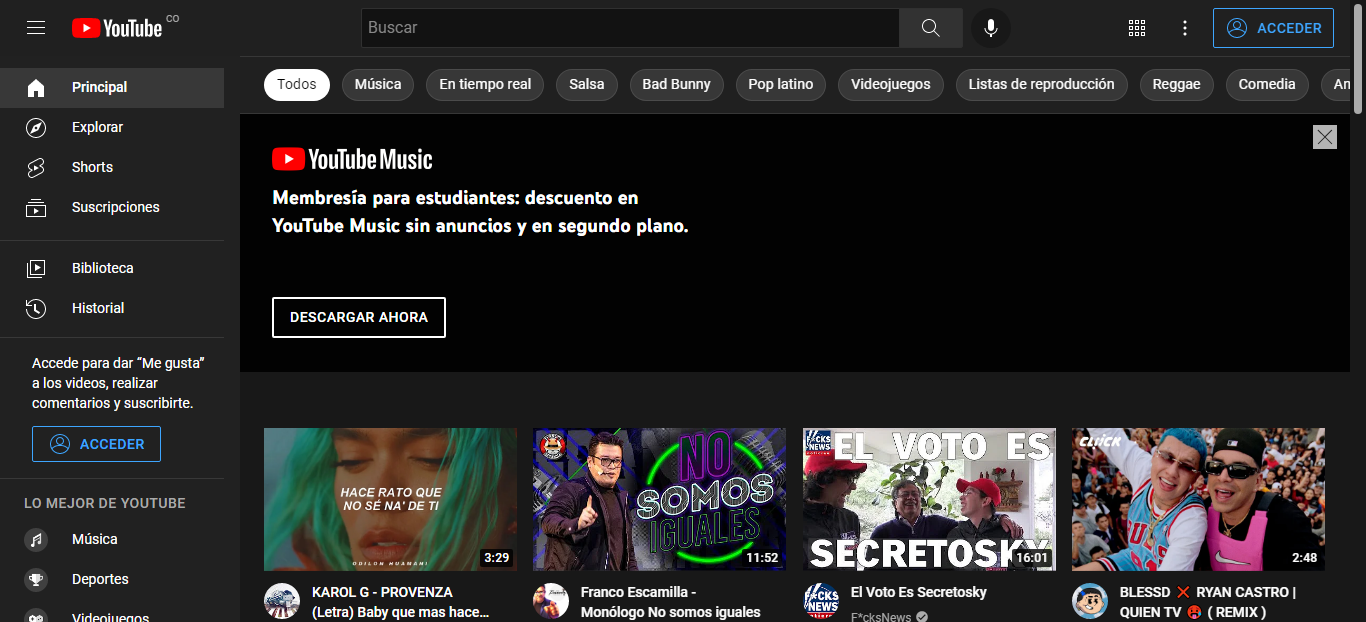 YouTube CO
Buscar
ACCEDER
Principal
Explorar
Shorts
Suscripciones
Biblioteca
Historial
Accede para dar “Me gusta”
a los videos, realizar
comentarios y suscribirte.
ACCEDER
LO MEJOR DE YOUTUBE
Música
Deportes
Videojuegos
Todos Música En tiempo real Salsa Bad Bunny Pop latino Videojuegos Listas de reproducción Reggae Comedia An
YouTube Music
Membresía para estudiantes: descuento en
YouTube Music sin anuncios y en segundo plano.
DESCARGAR AHORA
HACE RATO QUE
NO SÉ NA' DE TI
ODILON HUAMANI
3:29
KAROL G - PROVENZA
(Letra) Baby que mas hace...
NO
SOMOS
IGUALES
11:52
Franco Escamilla -
Monólogo No somos iguales
F*CKS
NEWS
EL VOTO ES
SECRETOSKY
16:01
F*CKS
NEWS
El Voto Es Secretosky
F*cksNews
CLIICK
2:48
BLESSD ❌ RYAN CASTRO |
QUIEN TV 🥵 ( REMIX )